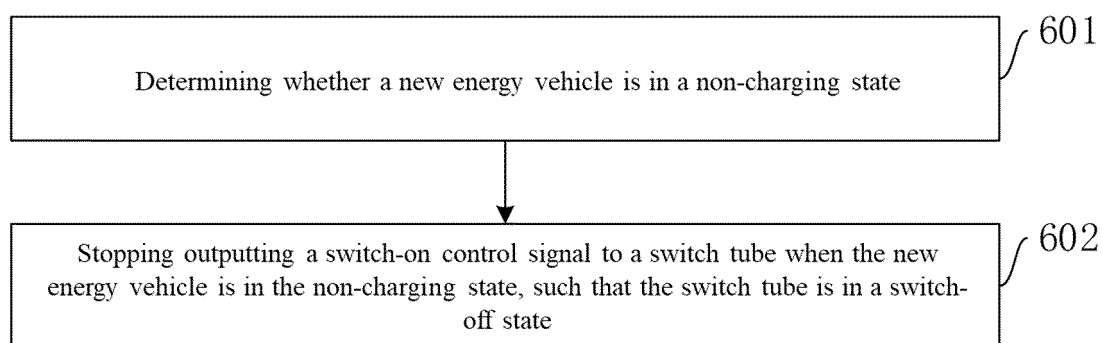 601
Determining whether a new energy vehicle is in a non-charging state
602
Stopping outputting a switch-on control signal to a switch tube when the new
energy vehicle is in the non-charging state, such that the switch tube is in a switch-
off state